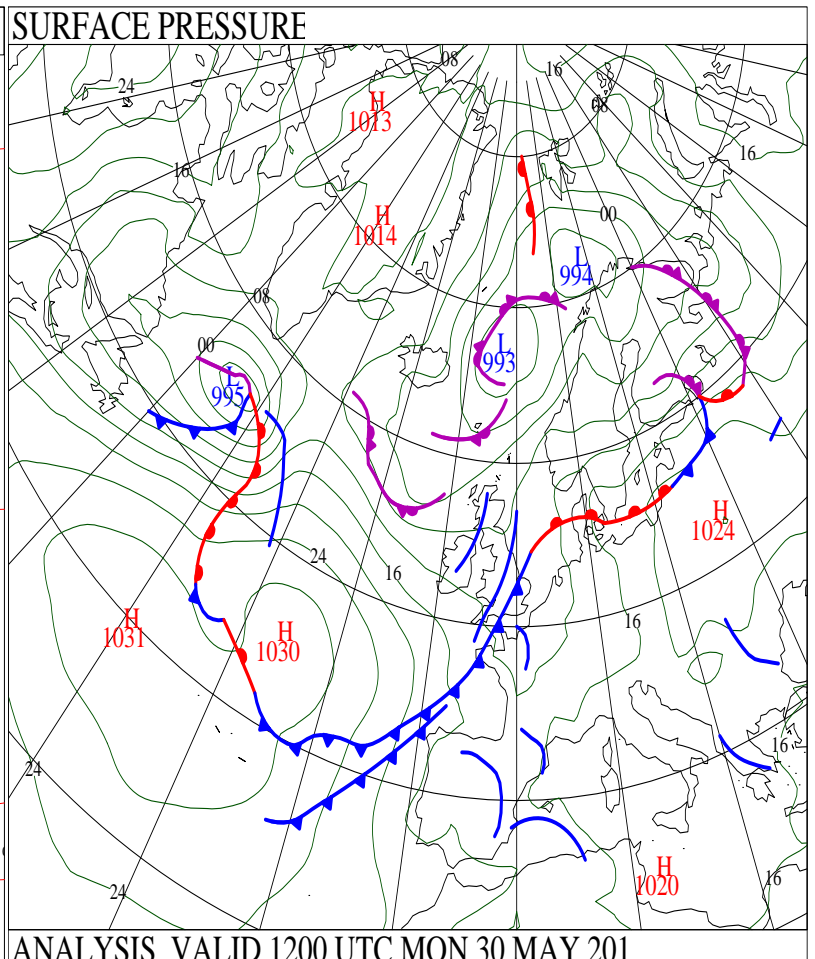 SURFACE PRESSURE
08
16
24
H
1013
08
16
16
H
1014
00
L
994
08
00
L
993
L
995
H
1024
24
16
H
1031
H
1030
16
16
24
H
1020
16
24
ANALYSIS VALID 1200 UTC MON 30 MAY 201